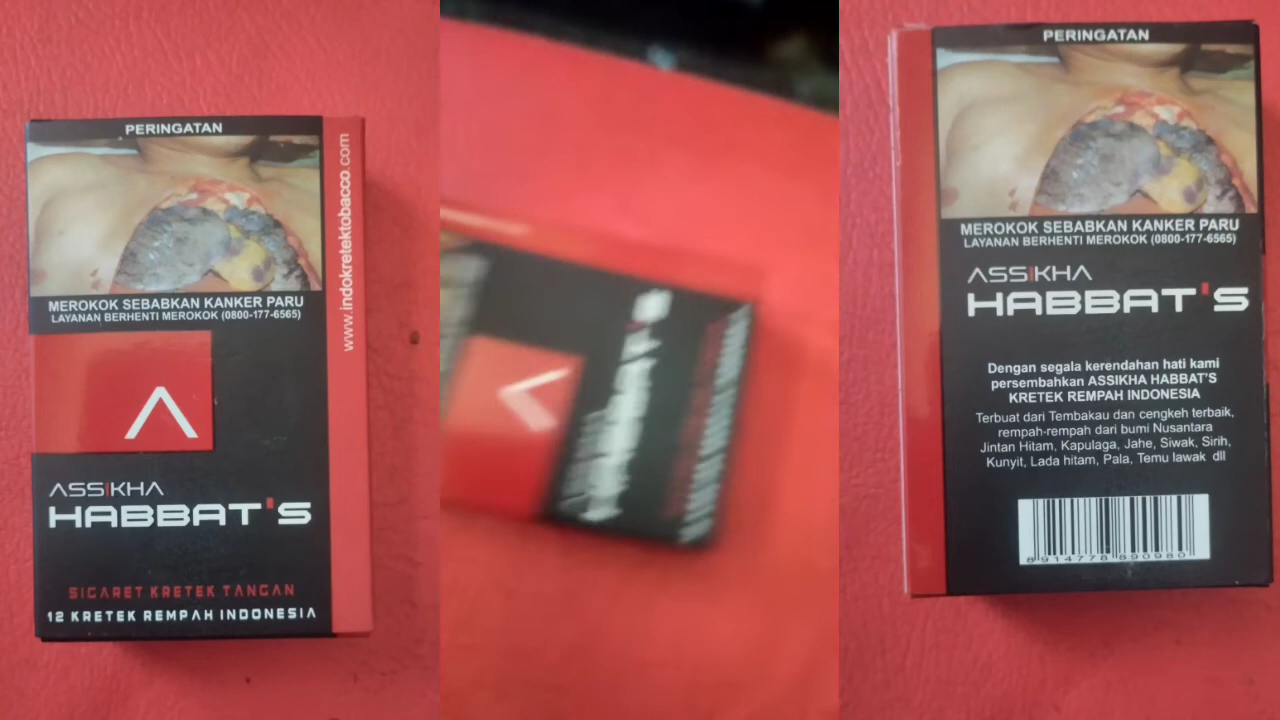 PERINGATAN
MEROKOK SEBABKAN KANKER PARU
LAYANAN BERHENTI MEROKOK (0800-177-6565)
www.indokretektobacco.com
ASSIKHA
HABBAT'S
SIGARET KRETEK TANGAN
12 KRETEK REMPAH INDONESIA
PERINGATAN
MEROKOK SEBABKAN KANKER PARU
LAYANAN BERHENTI MEROKOK (0800-177-6565)
ASSIKHA
HABBAT'S
Dengan segala kerendahan hati kami
persembahkan ASSIKHA HABBAT'S
KRETEK REMPAH INDONESIA
Terbuat dari Tembakau dan cengkeh terbaik,
rempah-rempah dari bumi Nusantara
Jintan Hitam, Kapulaga, Jahe, Siwak, Sirih,
Kunyit, Lada hitam, Pala, Temu lawak dll
8914778 890980